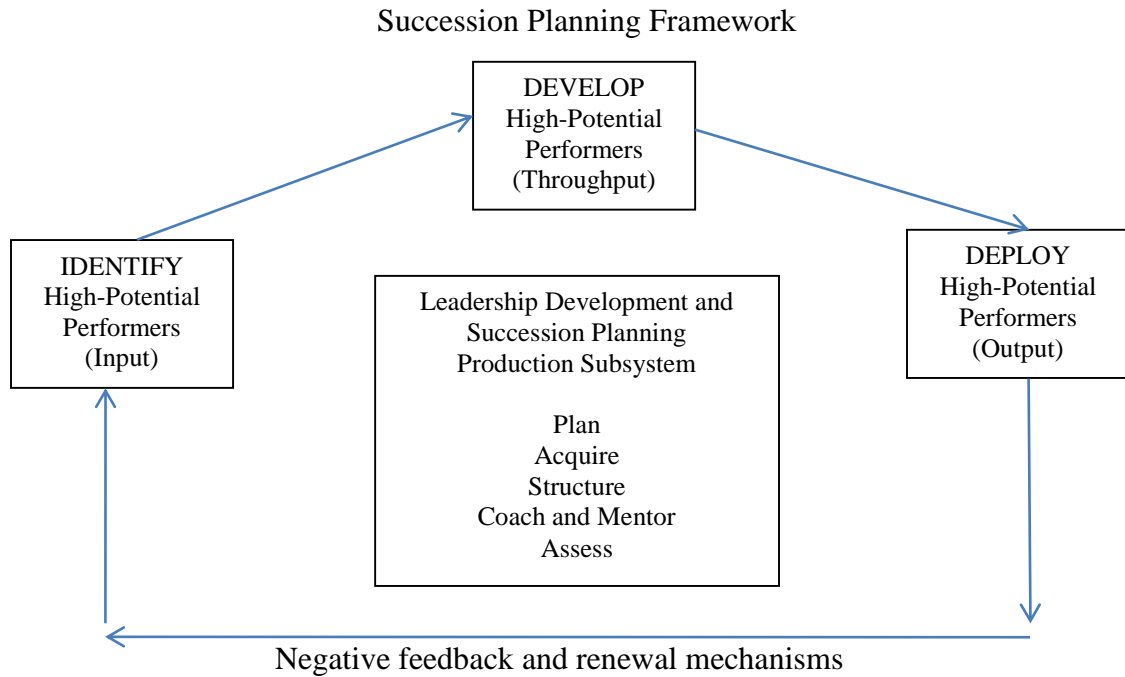 Succession Planning Framework
DEVELOP
High-Potential
Performers
(Throughput)
IDENTIFY
High-Potential
Performers
(Input)
Leadership Development and
Succession Planning
Production Subsystem
Plan
Acquire
Structure
Coach and Mentor
Assess
DEPLOY
High-Potential
Performers
(Output)
Negative feedback and renewal mechanisms